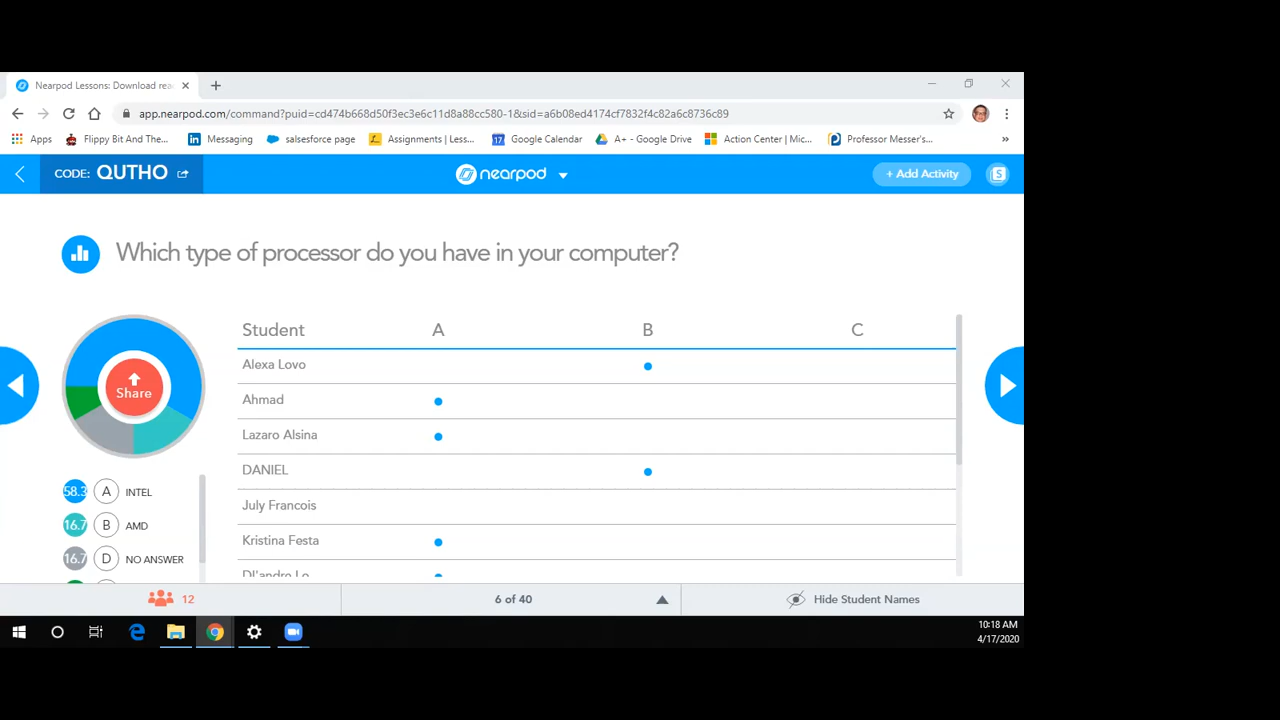 Nearpod Lessons: Download rea
app.nearpod.com/command?quid=cd474b668d50f3ec3e6c11d8a88cc580-1&sid=a6b08ed4174cf7832f4c82a6c8736c89
Apps Flippy Bit And The... Messaging salsesforce page Assignments | Less... 17 Google Calendar A+ - Google Drive Action Center | Mic... Professor Messer's... »
CODE: QUTHO nearpod + Add Activity S
Which type of processor do you have in your computer?
Student A B C
Alexa Lovo
Ahmad
Lazaro Alsina
DANIEL
July Francois
Kristina Festa
Share
58.3 A INTEL
16.7 B AMD
16.7 D NO ANSWER
12 6 of 40 Hide Student Names
10:18 AM
4/17/2020